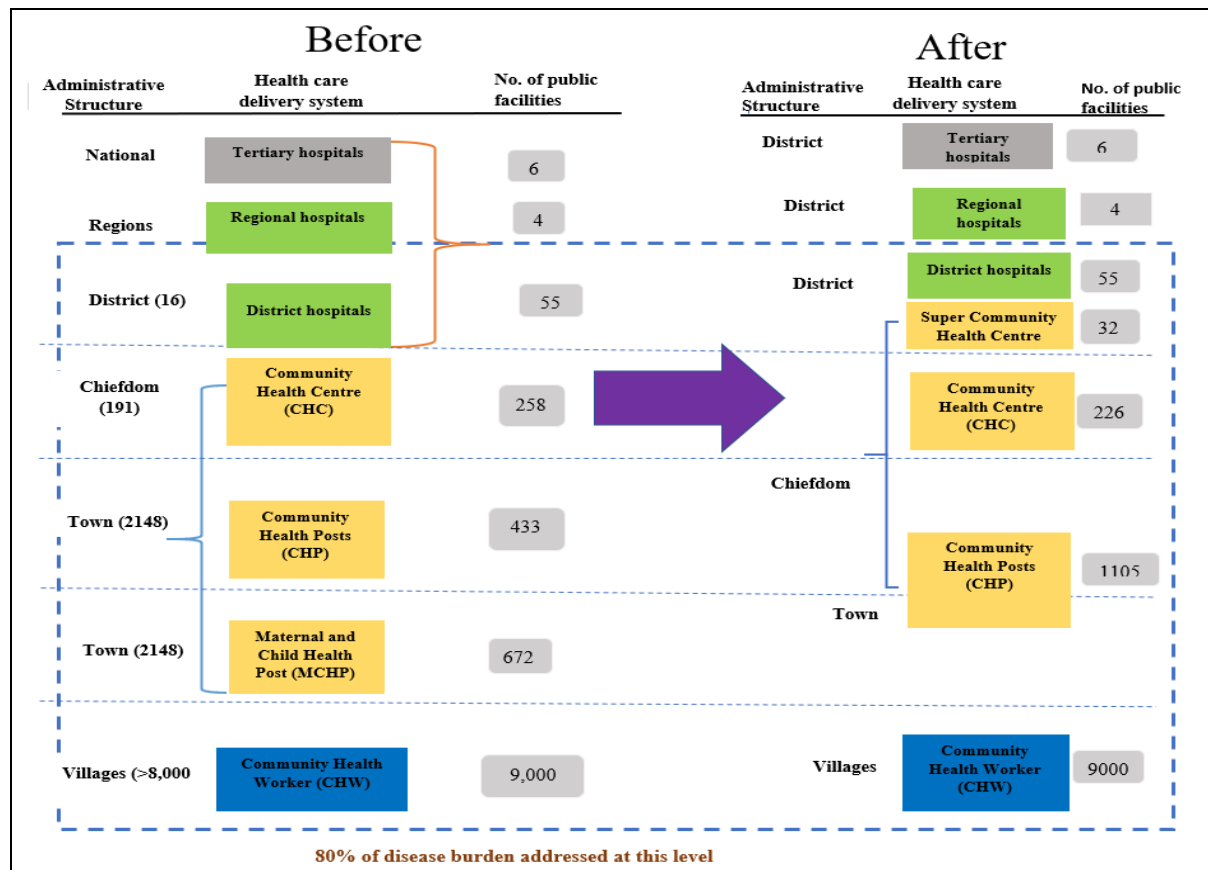 Before
Administrative
Structure
Health care
delivery system
No. of public
facilities
National
Tertiary hospitals
6
Regions
Regional hospitals
4
District (16)
District hospitals
55
Chiefdom
(191)
Community
Health Centre
(CHC)
258
Town (2148)
Community
Health Posts
(CHP)
433
Town (2148)
Maternal and
Child Health
Post (MCHP)
672
Villages (>8,000
Community Health
Worker (CHW)
9,000
After
Administrative
Structure
Health care
delivery system
No. of public
facilities
District
Tertiary
hospitals
6
District
Regional
hospitals
4
District
District hospitals
55
Super Community
Health Centre
32
Community
Health Centre
(CHC)
226
Chiefdom
Community
Health Posts
(CHP)
1105
Town
Villages
Community
Health Worker
(CHW)
9000
80% of disease burden addressed at this level